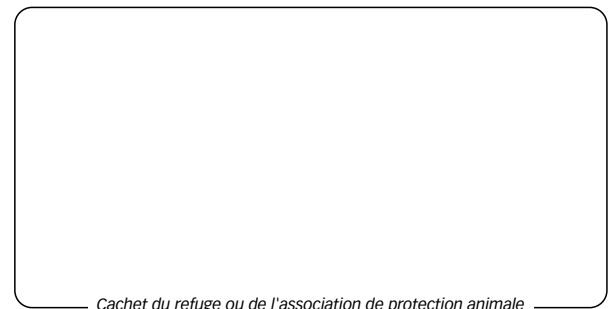 Cachet du refuge ou de l'association de protection animale